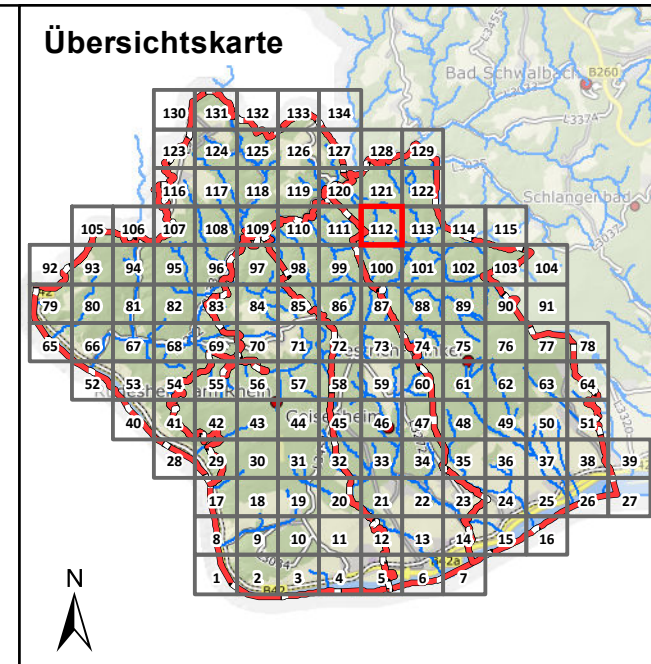 Übersichtskarte
Bad Schwalbach
B260
L3374
L3035
Schlangenbad
L3037
130 131 132 133 134
123 124 125 126 127 128 129
116 117 118 119 120 121 122
105 106 107 108 109 110 111 112 113 114 115
92 93 94 95 96 97 98 99 100 101 102 103 104
79 80 81 82 83 84 85 86 87 88 89 90 91
65 66 67 68 69 70 71 72 73 74 75 76 77 78
52 53 54 55 56 57 58 59 60 61 62 63 64
40 41 42 43 44 45 46 47 48 49 50 51
Geisenheim
L3320
28 29 30 31 32 33 34 35 36 37 38 39
17 18 19 20 21 22 23 24 25 26 27
8 9 10 11 12 13 14 15 16
L3034
B42a
1 2 3 4 5 6 7
B42
N